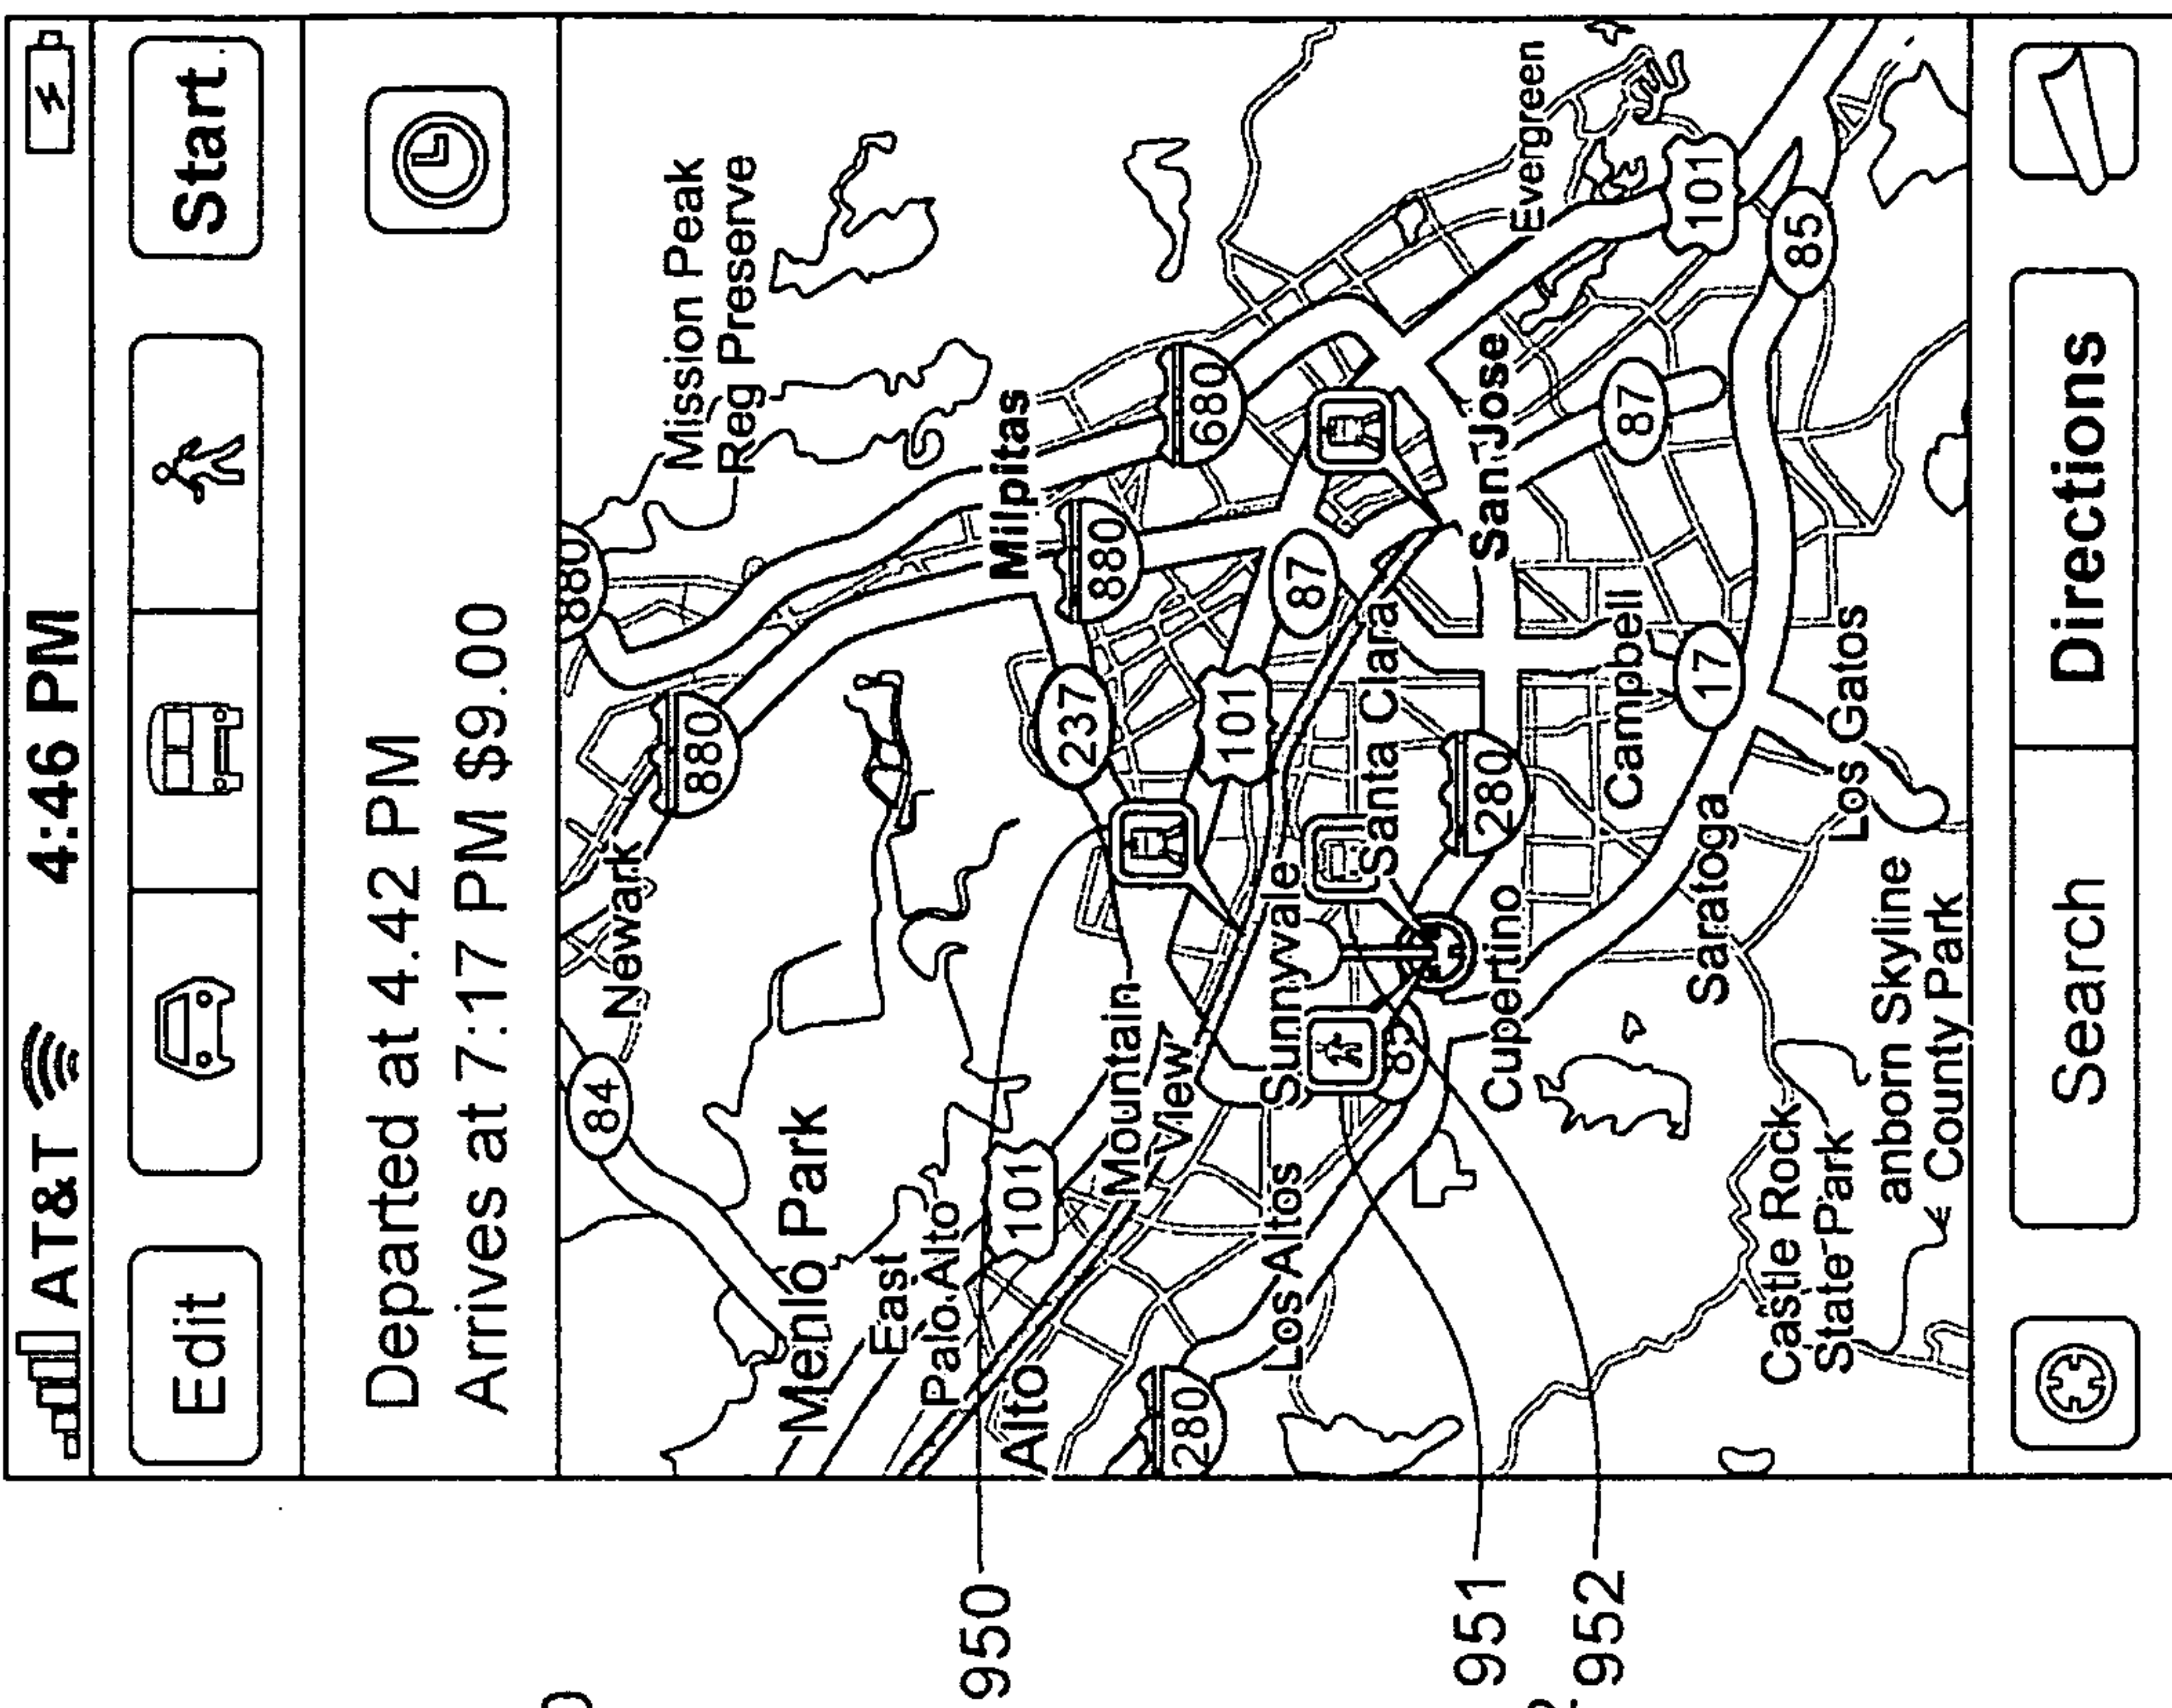 AT&T 4:46 PM
Edit
Start
Departed at 4.42 PM
Arrives at 7:17 PM $9.00
880
84
Newark
880
Mission Peak
Reg Preserve
Menlo Park
East
Palo Alto
Milpitas
Alto
101
237
880
Mountain
View
680
280
101
87
Sunnyvale
Los Altos
Santa Clara
Evergreen
280
San Jose
Cupertino
Campbell
87
101
17
85
Saratoga
Los Gatos
Castle Rock
State Park
anborn Skyline
County Park
Search
Directions
950
951
952